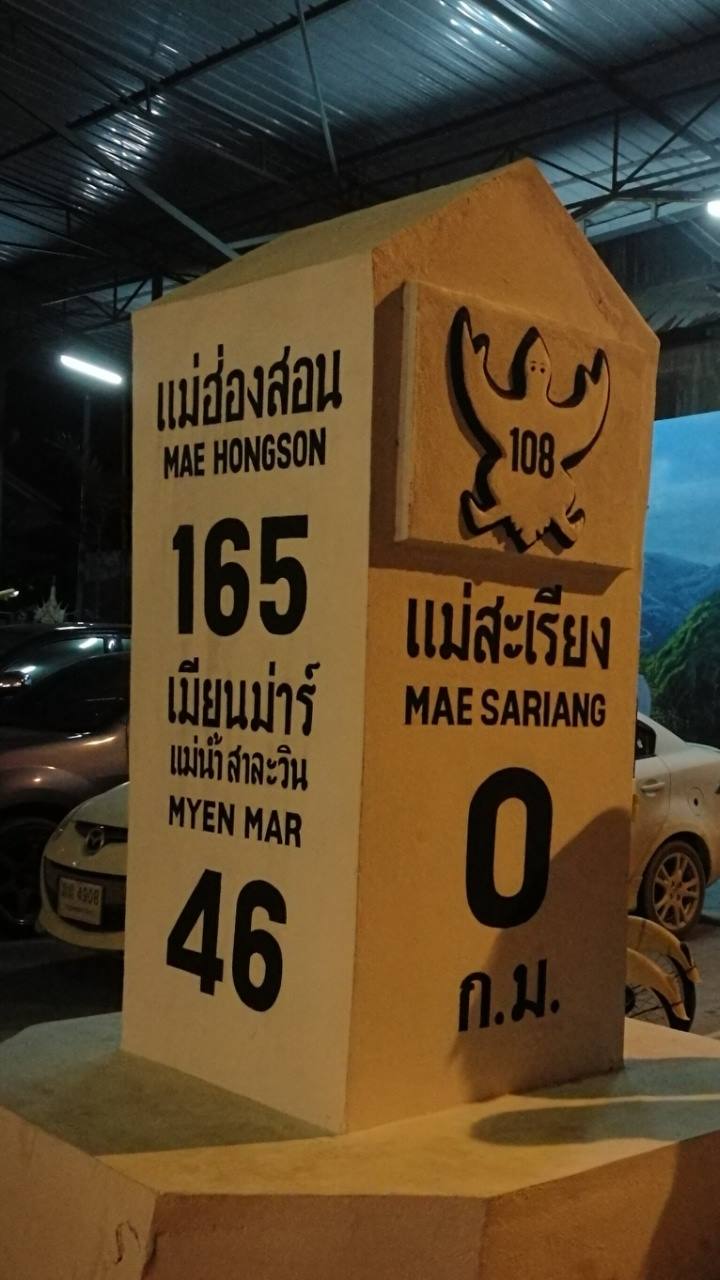 แม่ฮ่องสอน
MAE HONGSON
165
เมียนม่าร์
แม่น้ำสาละวิน
MYEN MAR
46
108
แม่สะเรียง
MAE SARIANG
0
ก.ม.
4908